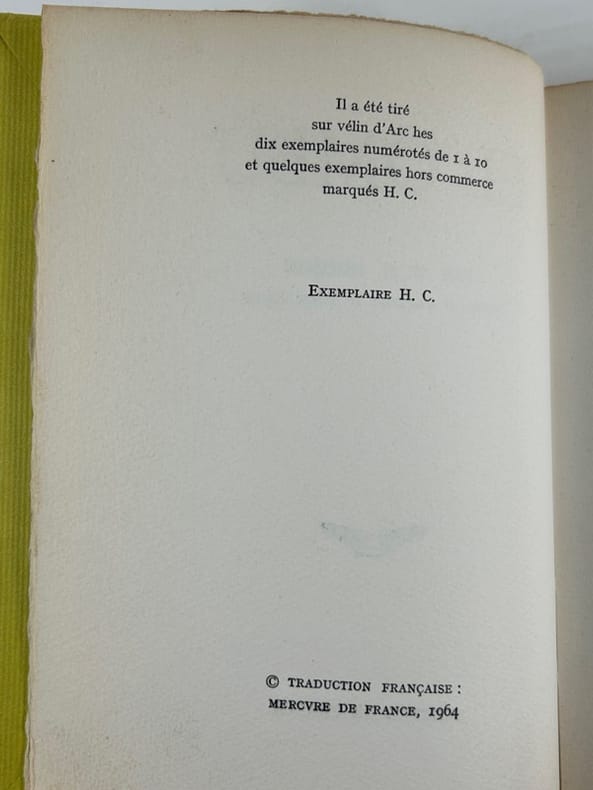 Il a été tiré
sur vélin d'Arc hes
dix exemplaires numérotés de 1 à 10
et quelques exemplaires hors commerce
marqués H. C.
EXEMPLAIRE H. C.
© TRADUCTION FRANÇAISE :
MERCVRE DE FRANCE, 1964